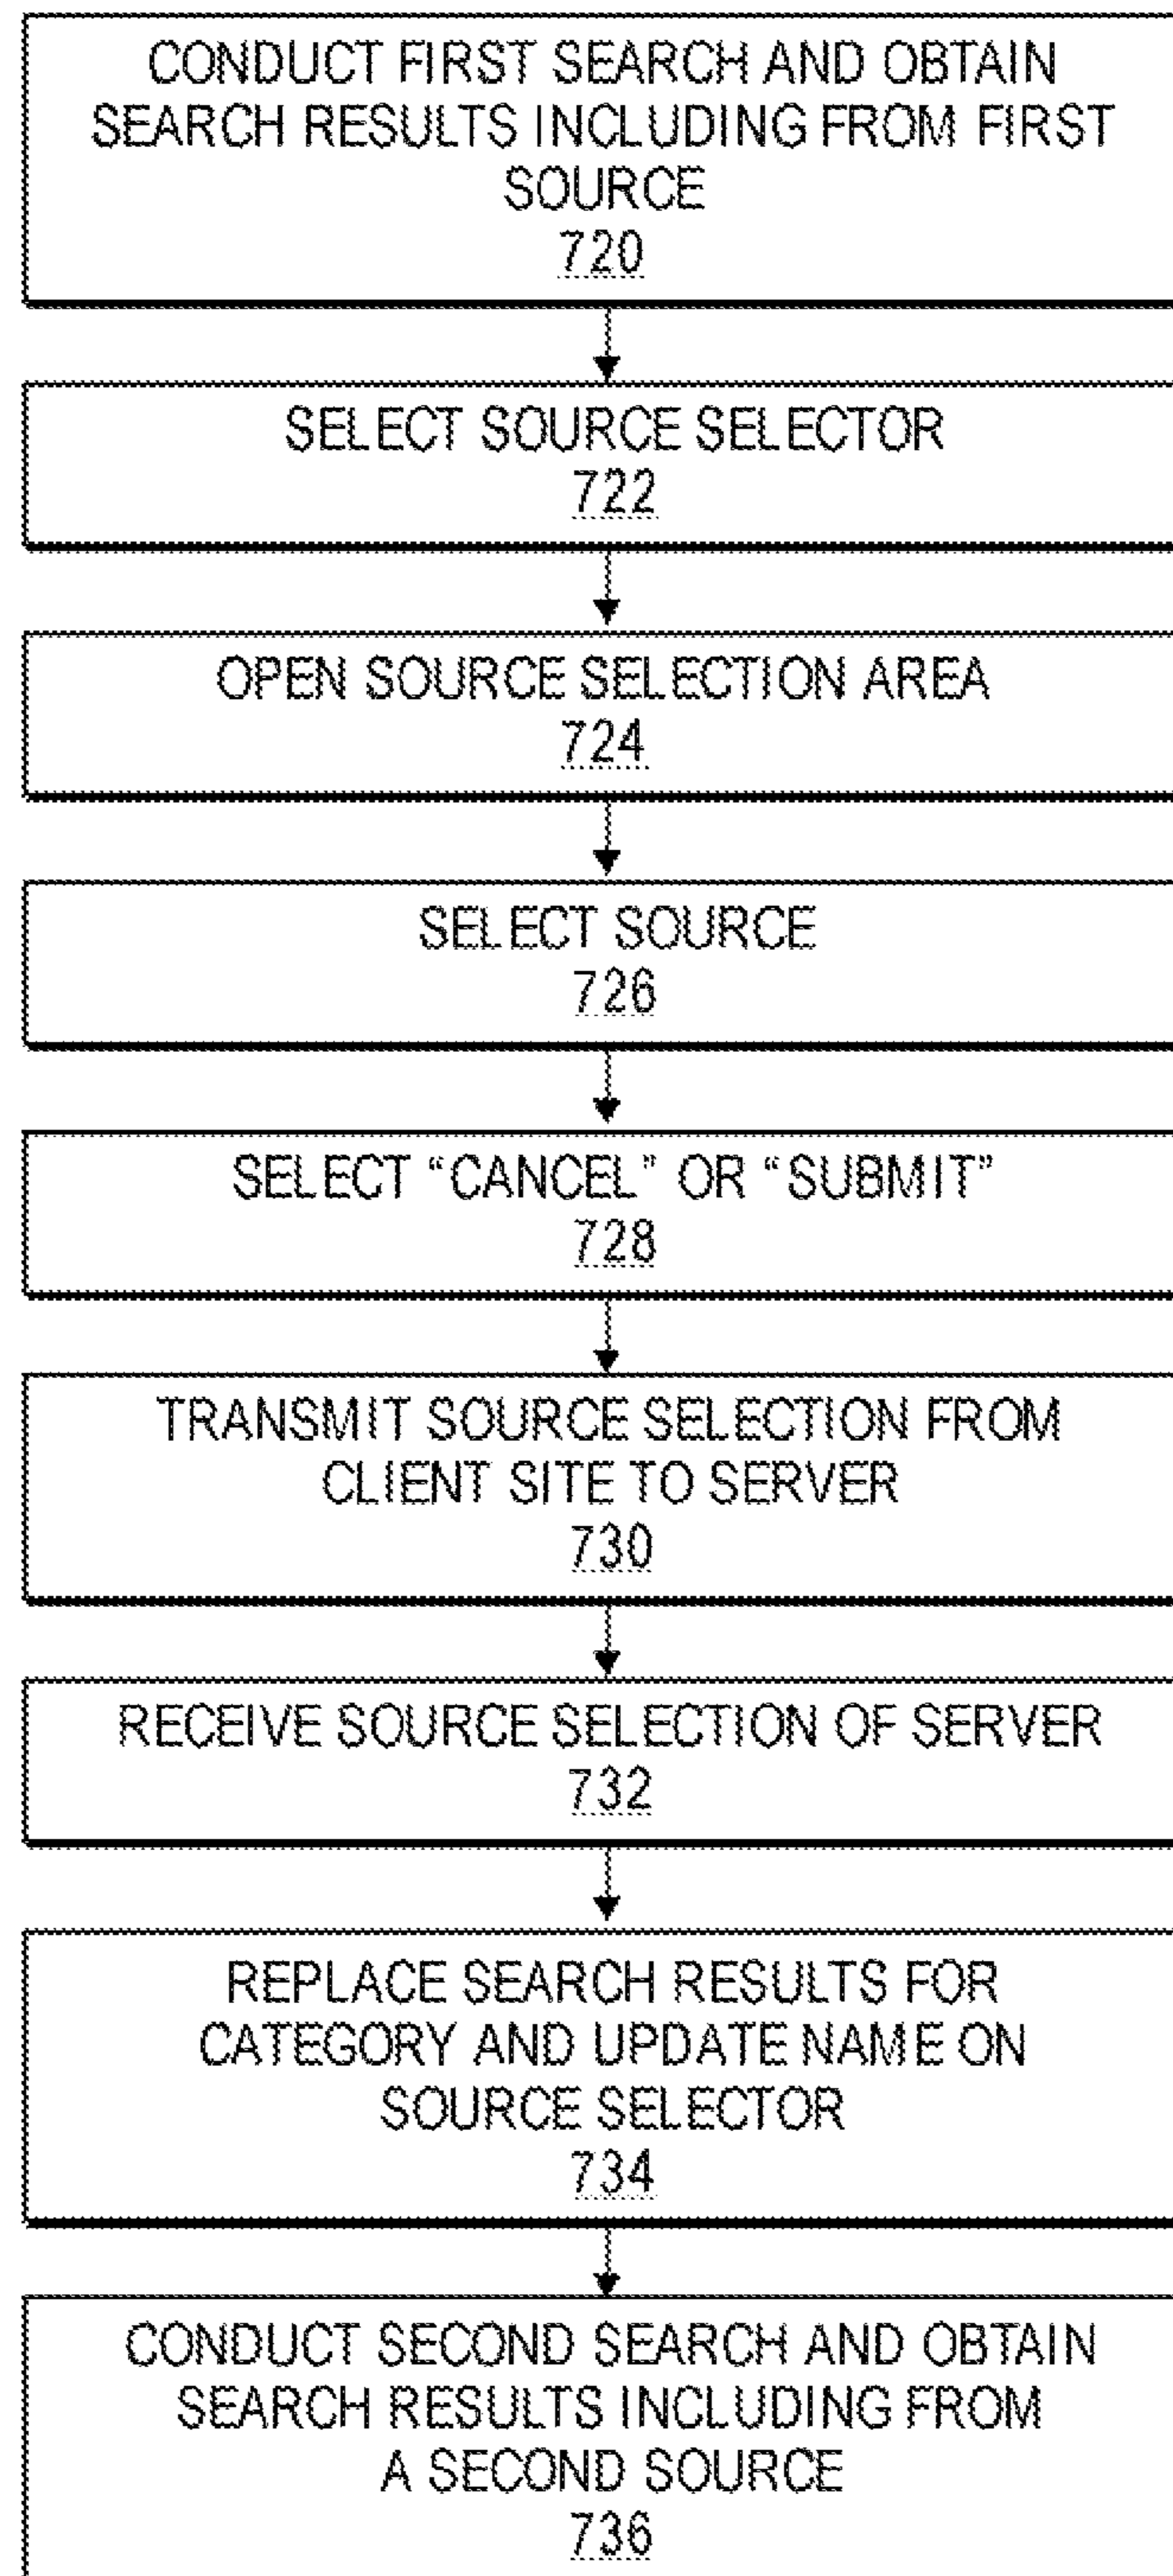 CONDUCT FIRST SEARCH AND OBTAIN
SEARCH RESULTS INCLUDING FROM FIRST
SOURCE
720
SELECT SOURCE SELECTOR
722
OPEN SOURCE SELECTION AREA
724
SELECT SOURCE
726
SELECT “CANCEL” OR “SUBMIT”
728
TRANSMIT SOURCE SELECTION FROM
CLIENT SITE TO SERVER
730
RECEIVE SOURCE SELECTION OF SERVER
732
REPLACE SEARCH RESULTS FOR
CATEGORY AND UPDATE NAME ON
SOURCE SELECTOR
734
CONDUCT SECOND SEARCH AND OBTAIN
SEARCH RESULTS INCLUDING FROM
A SECOND SOURCE
736